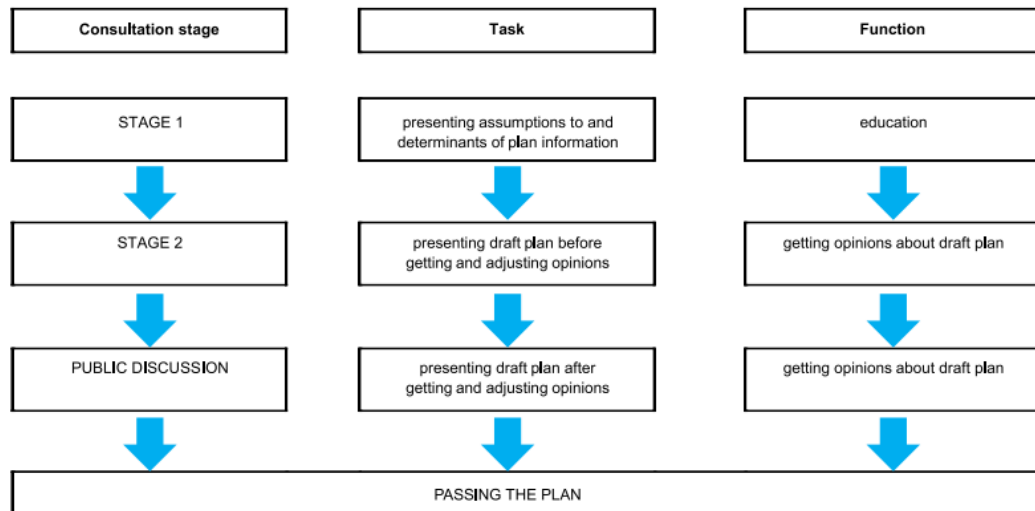 Consultation stage
Task
Function
STAGE 1
presenting assumptions to and
determinants of plan information
education
STAGE 2
presenting draft plan before
getting and adjusting opinions
getting opinions about draft plan
PUBLIC DISCUSSION
presenting draft plan after
getting and adjusting opinions
getting opinions about draft plan
PASSING THE PLAN